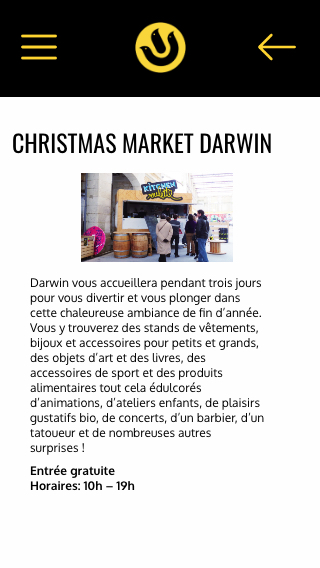 CHRISTMAS MARKET DARWIN
KITCHEN
Darwin vous accueillera pendant trois jours
pour vous divertir et vous plonger dans
cette chaleureuse ambiance de fin d’année.
Vous y trouverez des stands de vêtements,
bijoux et accessoires pour petits et grands,
des objets d’art et des livres, des
accessoires de sport et des produits
alimentaires tout cela édulcorés
d’animations, d’ateliers enfants, de plaisirs
gustatifs bio, de concerts, d’un barbier, d’un
tatoueur et de nombreuses autres
surprises !
Entrée gratuite
Horaires: 10h – 19h